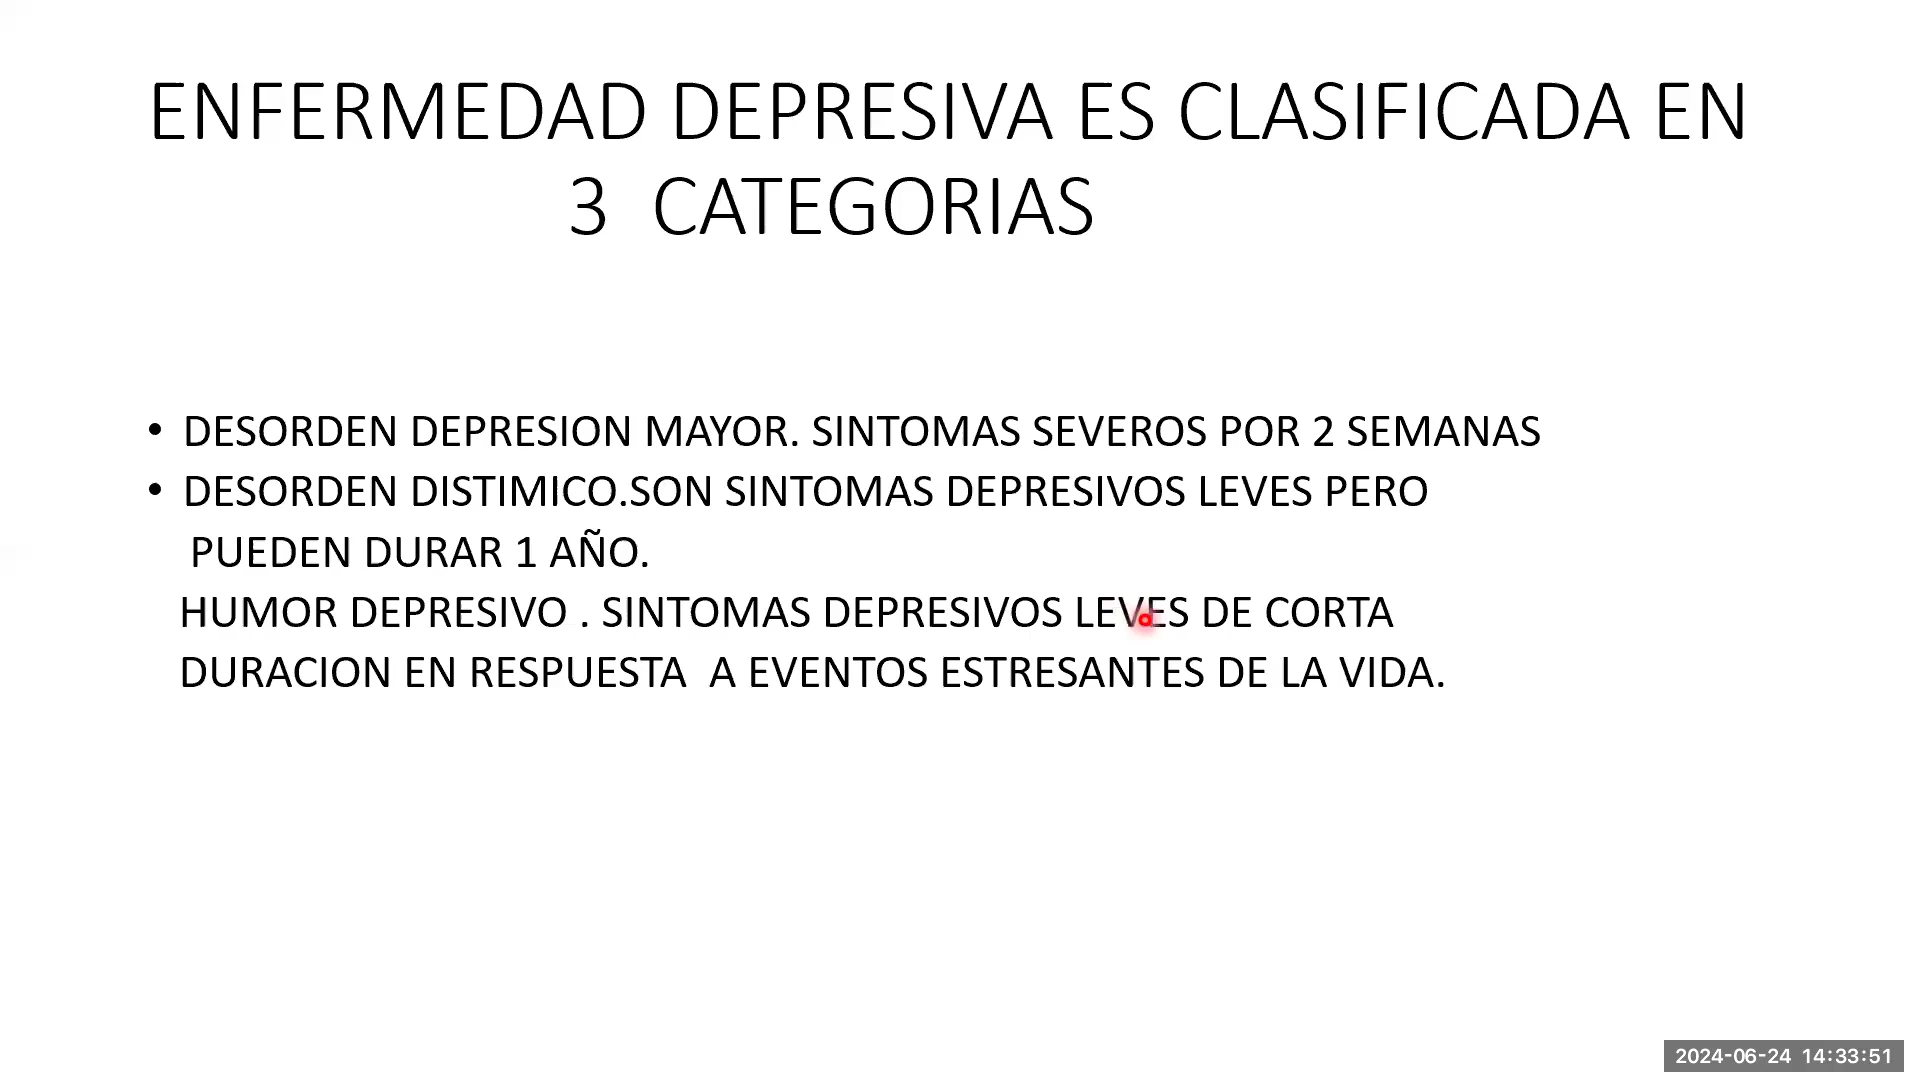 ENFERMEDAD DEPRESIVA ES CLASIFICADA EN
3  CATEGORIAS
• DESORDEN DEPRESION MAYOR. SINTOMAS SEVEROS POR 2 SEMANAS
• DESORDEN DISTIMICO.SON SINTOMAS DEPRESIVOS LEVES PERO
PUEDEN DURAR 1 AÑO.
HUMOR DEPRESIVO . SINTOMAS DEPRESIVOS LEVES DE CORTA
DURACION EN RESPUESTA  A EVENTOS ESTRESANTES DE LA VIDA.
2024-06-24 14:33:51